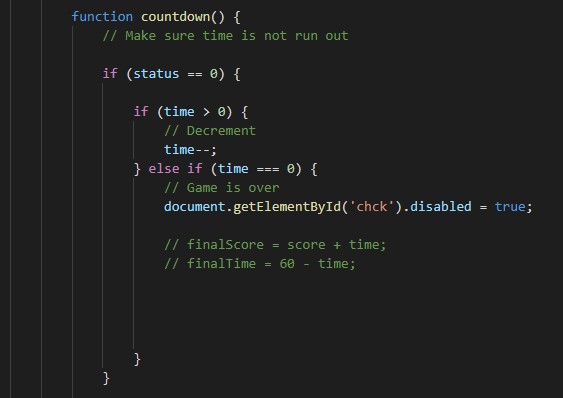 function countdown() {
// Make sure time is not run out
if (status == 0) {
if (time > 0) {
// Decrement
time--;
} else if (time === 0) {
// Game is over
document.getElementById('chck').disabled = true;
// finalScore = score + time;
// finalTime = 60 - time;
}
}